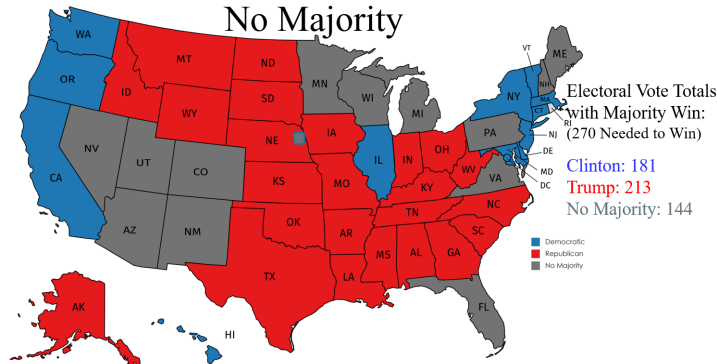 No Majority
WA
OR
CA
ID
NV
MT
WY
UT
AZ
CO
NM
ND
SD
NE
KS
OK
TX
MN
IA
MO
AR
LA
WI
IL
MI
IN
OH
KY
TN
MS
AL
GA
FL
SC
NC
VA
WV
PA
NY
VT
NH
ME
MA
CT
RI
NJ
DE
MD
DC
AK
HI
Electoral Vote Totals
with Majority Win:
(270 Needed to Win)
Clinton: 181
Trump: 213
No Majority: 144
Democratic
Republican
No Majority